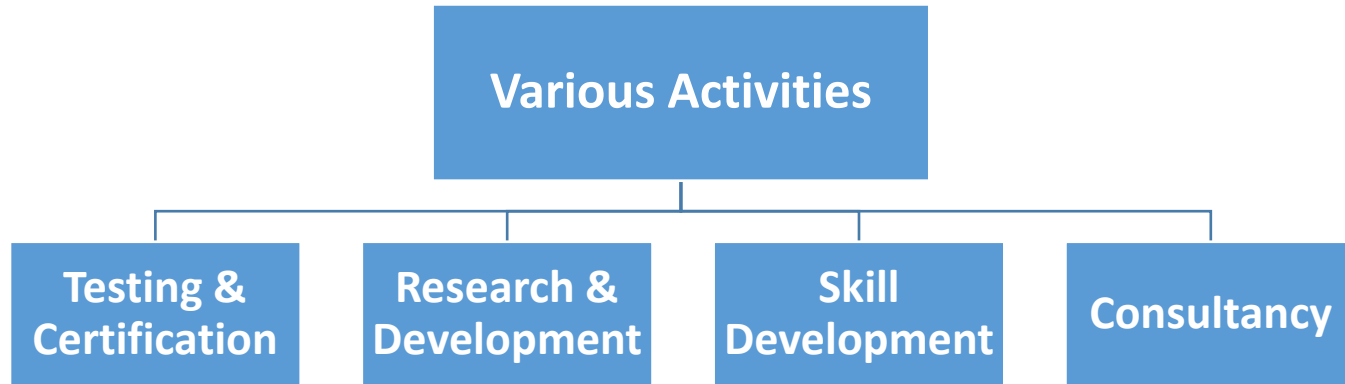 Various Activities
Testing &
Certification
Research &
Development
Skill
Development
Consultancy